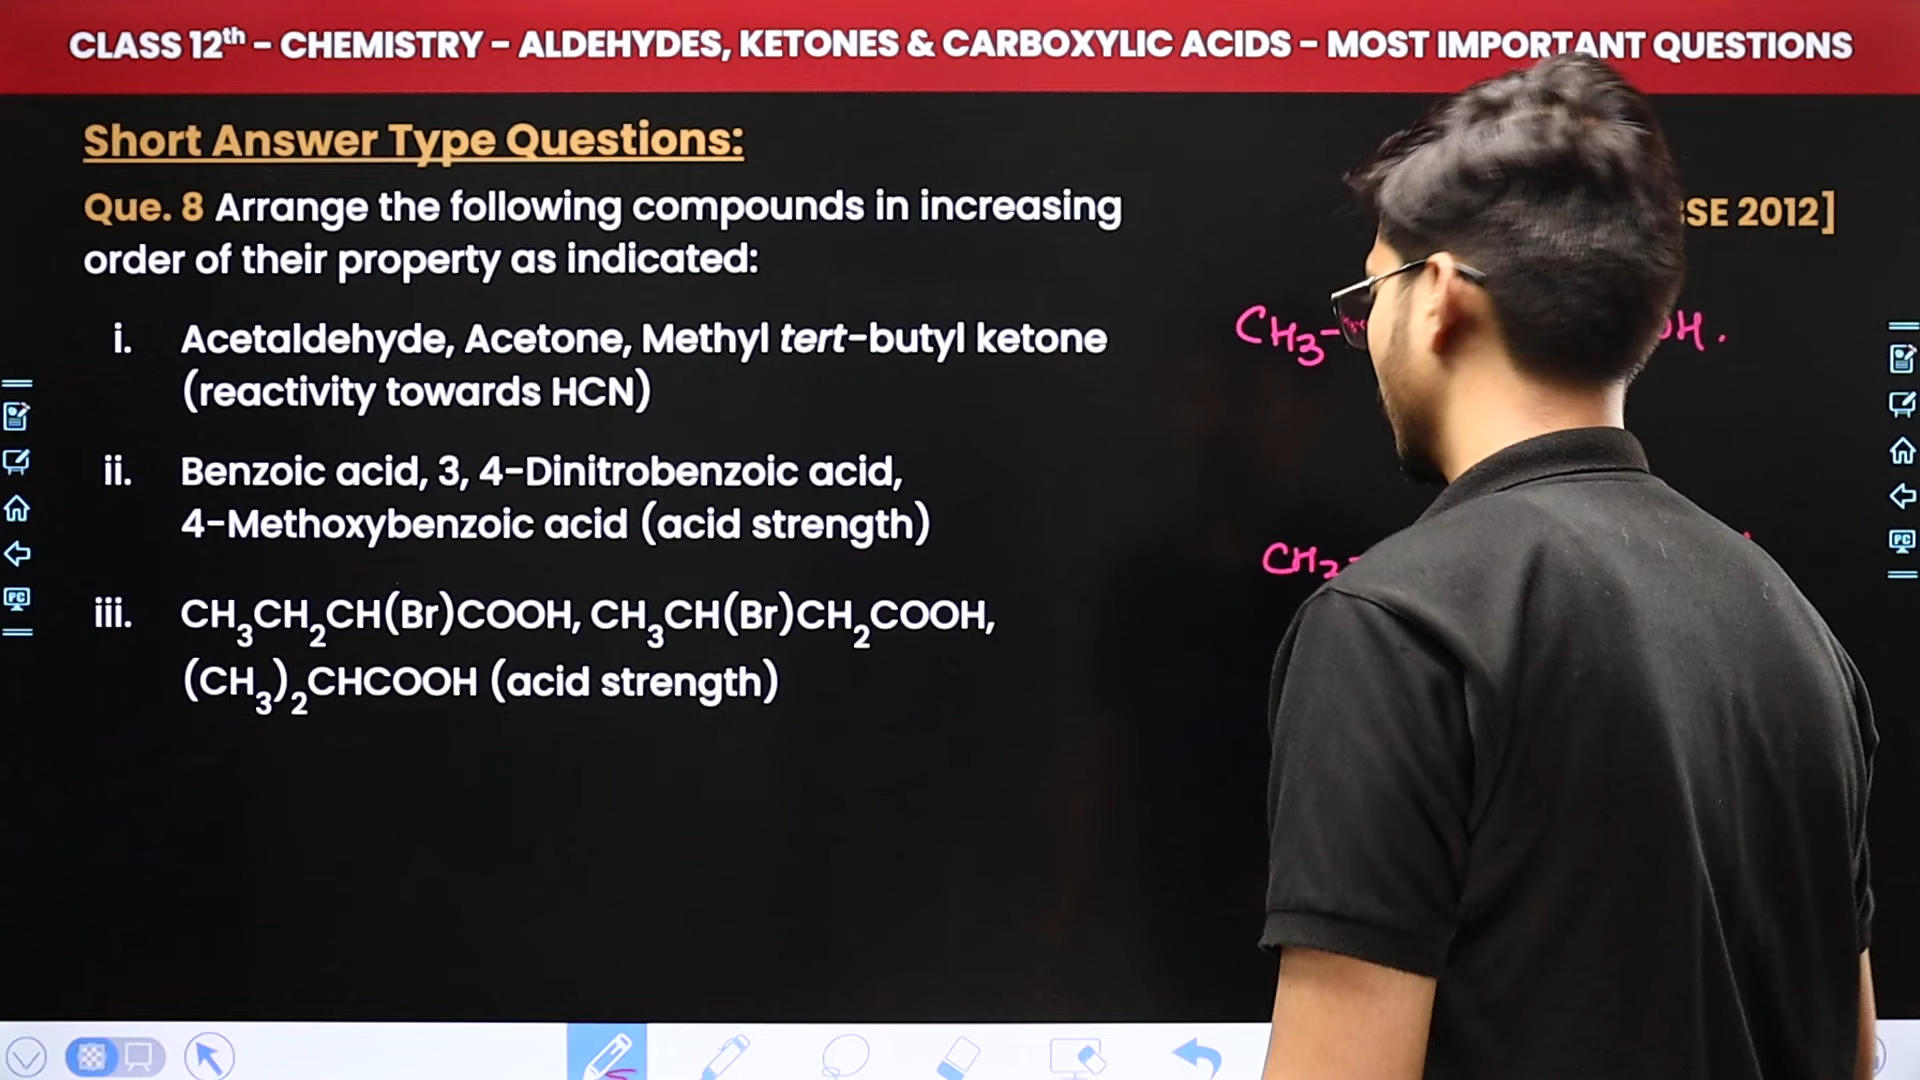 CLASS 12th – CHEMISTRY – ALDEHYDES, KETONES & CARBOXYLIC ACIDS – MOST IMPORTANT QUESTIONS
Short Answer Type Questions:
Que. 8 Arrange the following compounds in increasing
SE 2012]
order of their property as indicated:
i. Acetaldehyde, Acetone, Methyl tert-butyl ketone
(reactivity towards HCN)
CH3-
H.
ii. Benzoic acid, 3, 4-Dinitrobenzoic acid,
4-Methoxybenzoic acid (acid strength)
iii. CH3CH2CH(Br)COOH, CH3CH(Br)CH2COOH,
(CH3)2CHCOOH (acid strength)
PC
PC